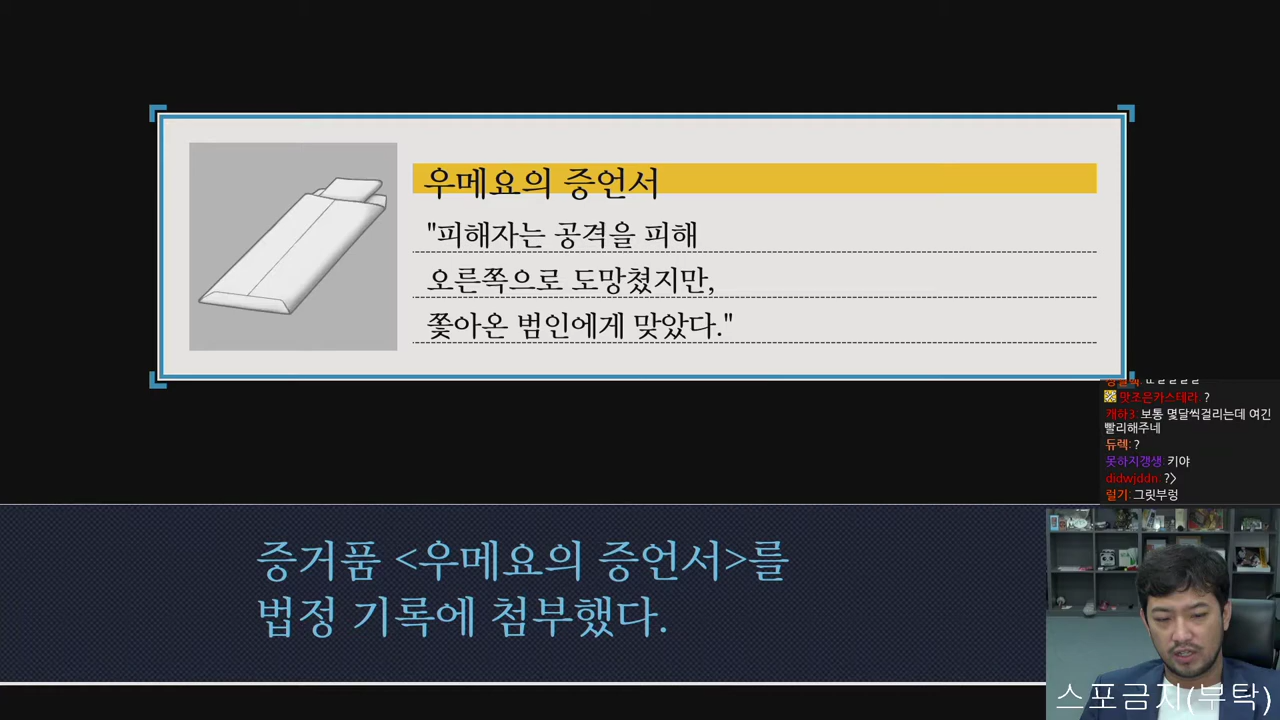 우메요의 증언서
"피해자는 공격을 피해
오른쪽으로 도망쳤지만,
쫓아온 범인에게 맞았다."
맛조은카스테라: ?
캐하3: 보통 몇달씩걸리는데 여긴
빨리해주네
듀렉: ?
못하지갱생: 키야
didwjddn: ?>
럴기: 그릿부렁
증거품 <우메요의 증언서>를
법정 기록에 첨부했다.
스포금지(부탁)